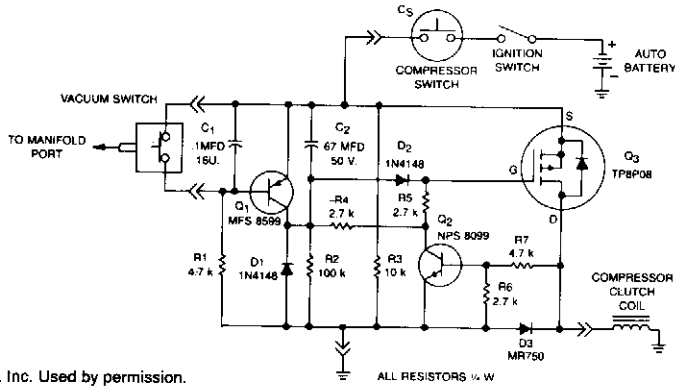 CS
COMPRESSOR
SWITCH
IGNITION
SWITCH
+
−
AUTO
BATTERY
VACUUM SWITCH
TO MANIFOLD
PORT
C1
.1MFD
16U.
C2
67 MFD
50 V.
D2
1N4148
S
G
D
Q3
TP8P08
Q1
MFS 8599
R4
2.7 k
R5
2.7 k
Q2
NPS 8099
R7
4.7 k
R1
4.7 k
D1
1N4148
R2
100 k
R3
10 k
R6
2.7 k
COMPRESSOR
CLUTCH
COIL
D3
MR750
. Inc. Used by permission.
ALL RESISTORS ¼ W